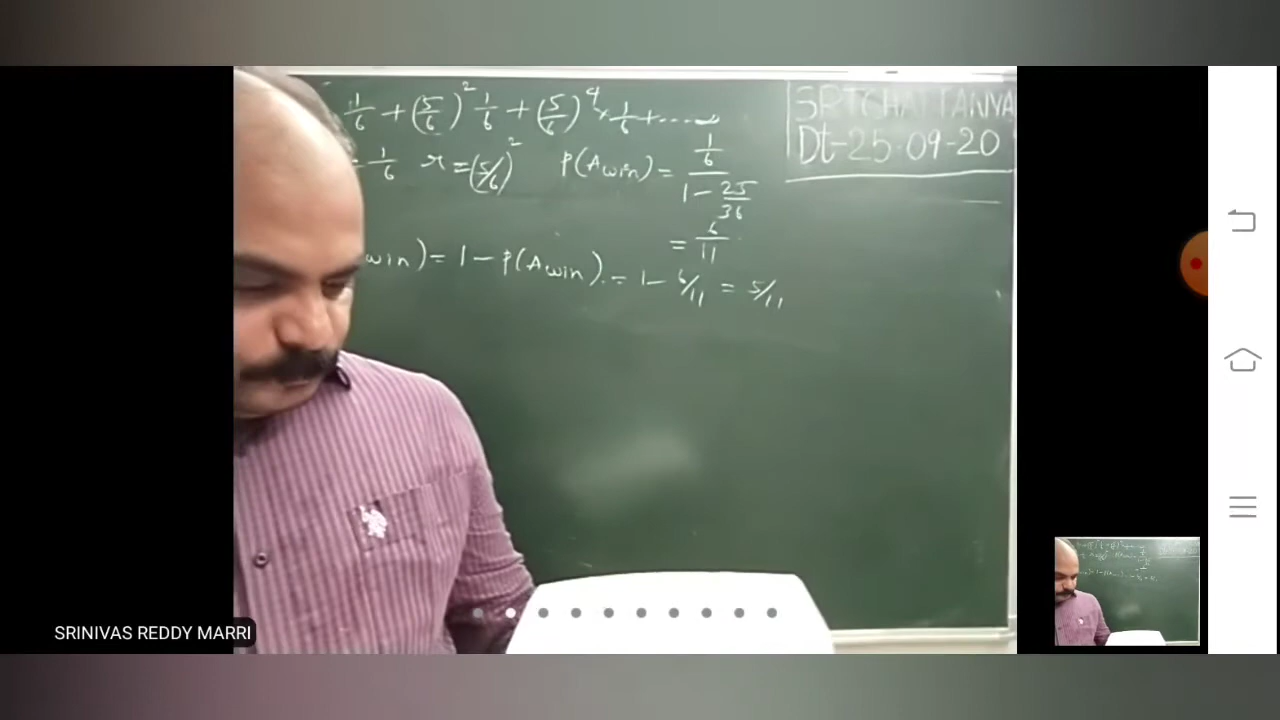 1/6 + (5/6)^2 1/6 + (5/6)^4 × 1/6 + ......
= 1/6 r = (5/6)^2 P(A win) = (1/6)/(1 - 25/36)
= 6/11
win) = 1 - P(A win). = 1 - 6/11 = 5/11
SRICHAITANYA
Dt-25-09-20
SRINIVAS REDDY MARRI